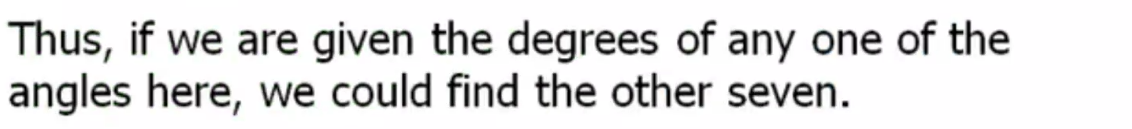 Thus, if we are given the degrees of any one of the
angles here, we could find the other seven.